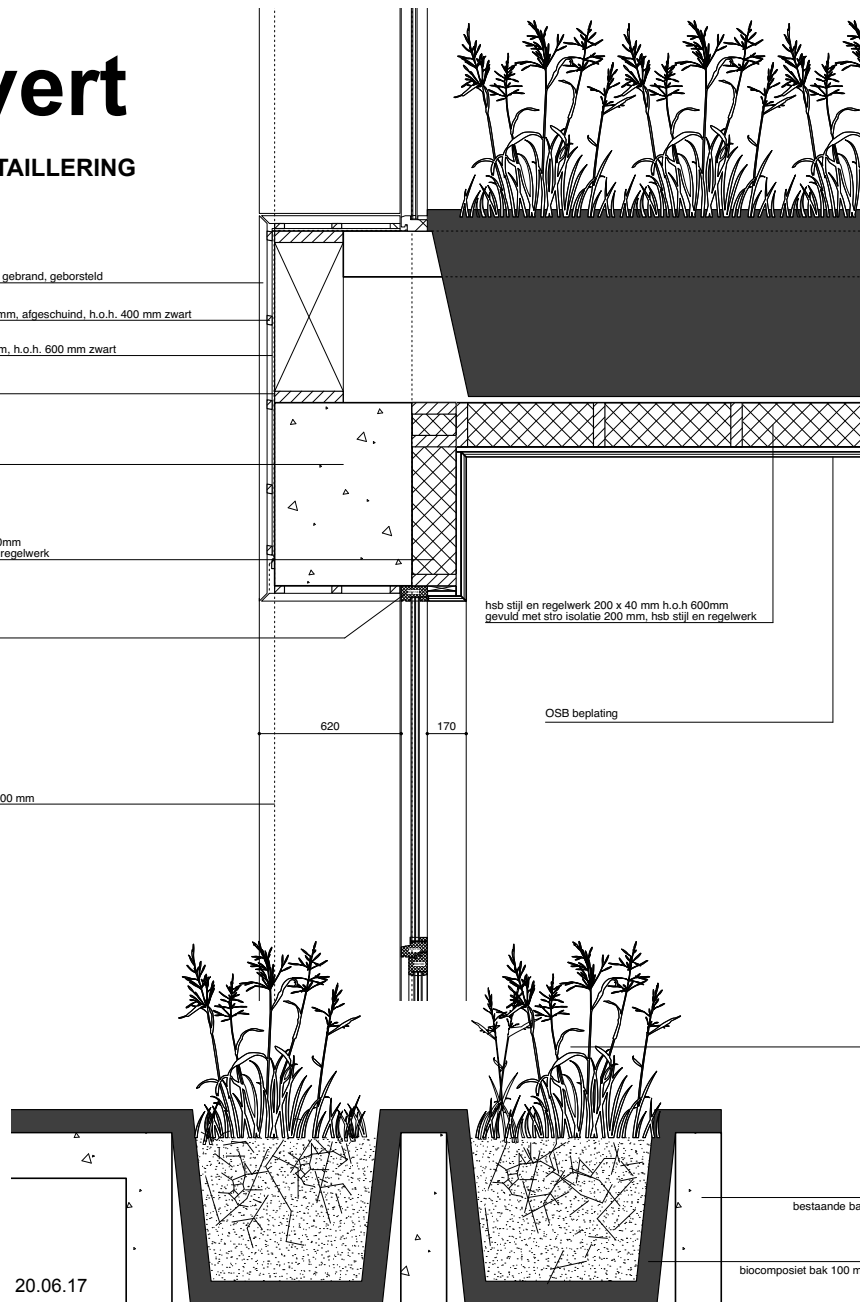 vert
TAILLERING
gebrand, geborsteld
mm, afgeschuind, h.o.h. 400 mm zwart
m, h.o.h. 600 mm zwart
0mm
regelwerk
hsb stijl en regelwerk 200 x 40 mm h.o.h 600mm
gevuld met stro isolatie 200 mm, hsb stijl en regelwerk
OSB beplating
620
170
00 mm
bestaande ba
biocomposiet bak 100 m
20.06.17